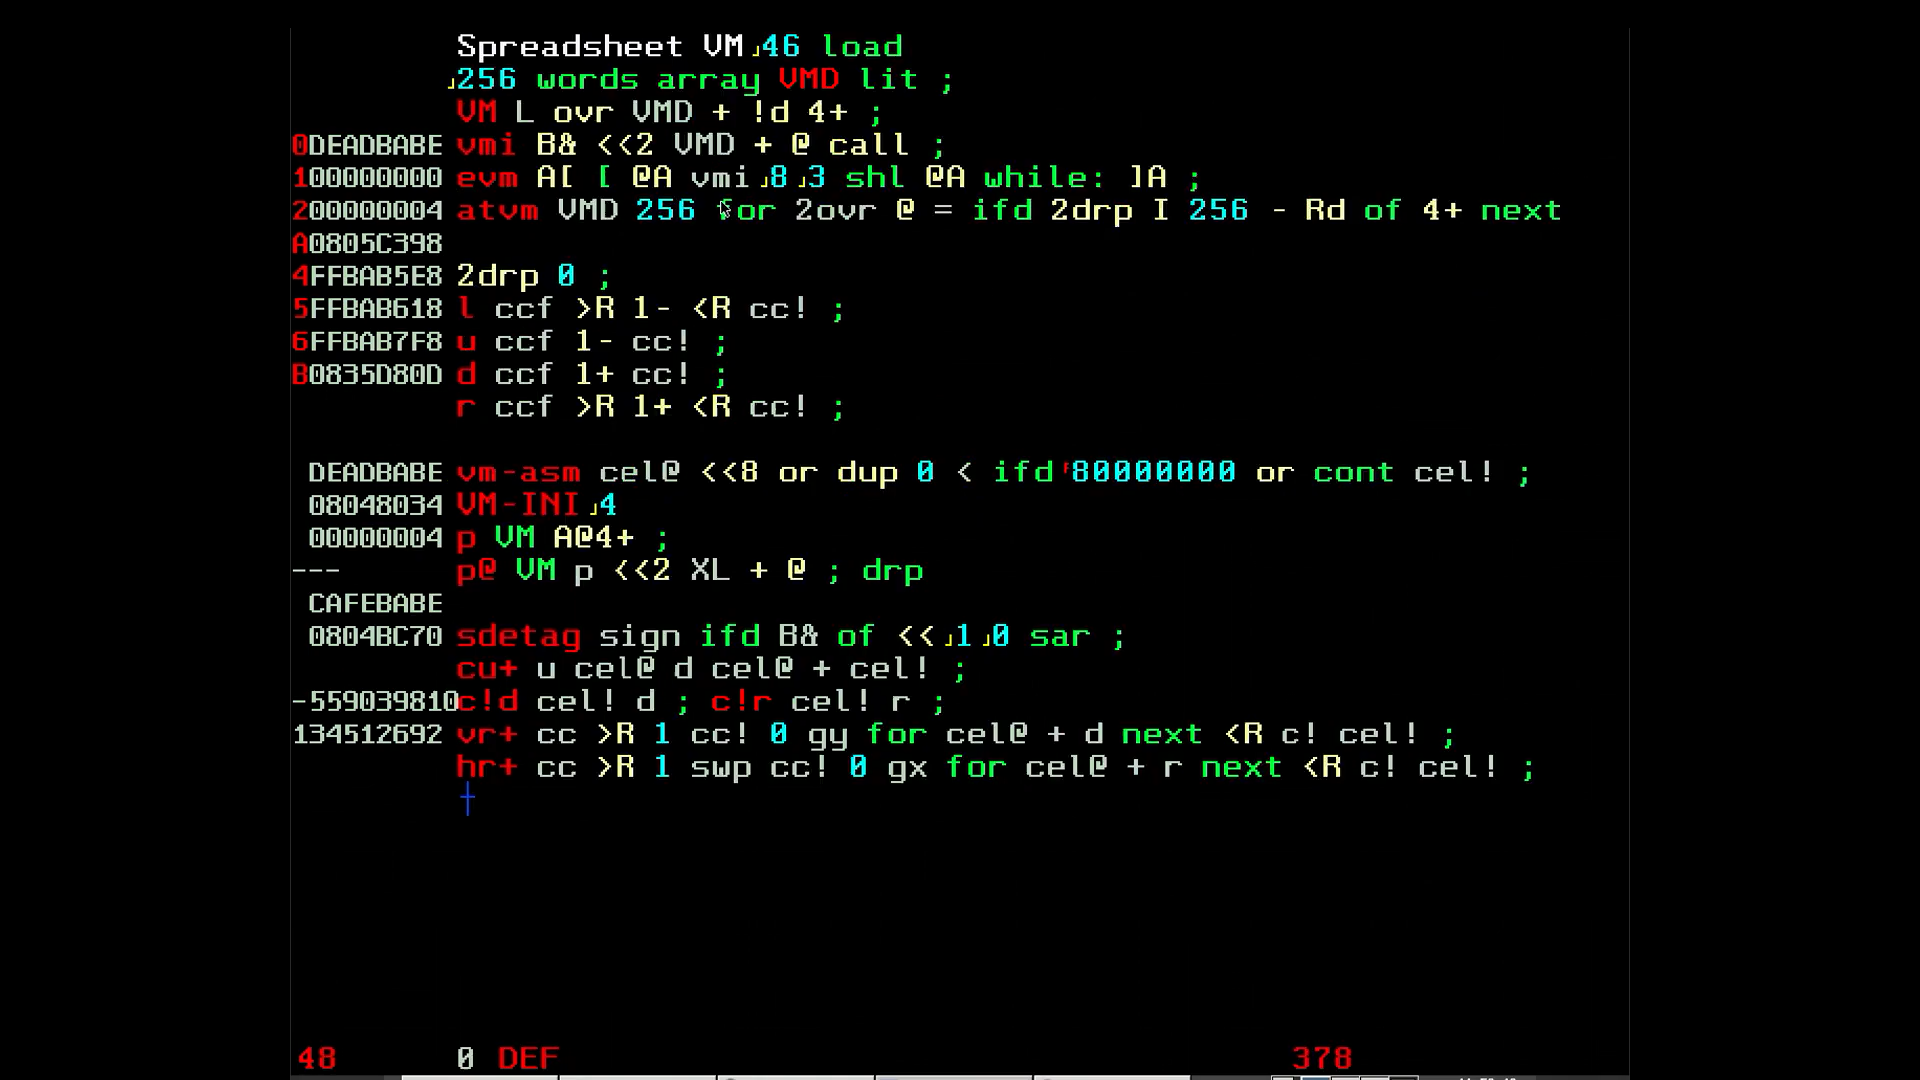 Spreadsheet VM 46 load
256 words array VMD lit ;
VM L ovr VMD + !d 4+ ;
0DEADBABE vmi B& <<2 VMD + @ call ;
100000000 evm A[ [ @A vmi 8 3 shl @A while: ]A ;
200000004 atvm VMD 256 for 2ovr @ = ifd 2drp I 256 - Rd of 4+ next
A0805C398
4FFBAB5E8 2drp 0 ;
5FFBAB618 l ccf >R 1- <R cc! ;
6FFBAB7F8 u ccf 1- cc! ;
B0835D80D d ccf 1+ cc! ;
r ccf >R 1+ <R cc! ;
DEADBABE vm-asm cel@ <<8 or dup 0 < ifd 80000000 or cont cel! ;
08048034 VM-INI 4
00000004 p VM A@4+ ;
--- p@ VM p <<2 XL + @ ; drp
CAFEBABE
0804BC70 sdetag sign ifd B& of << 1 0 sar ;
cu+ u cel@ d cel@ + cel! ;
-559039810 c!d cel! d ; c!r cel! r ;
134512692 vr+ cc >R 1 cc! 0 gy for cel@ + d next <R c! cel! ;
hr+ cc >R 1 swp cc! 0 gx for cel@ + r next <R c! cel! ;
48 0 DEF 378